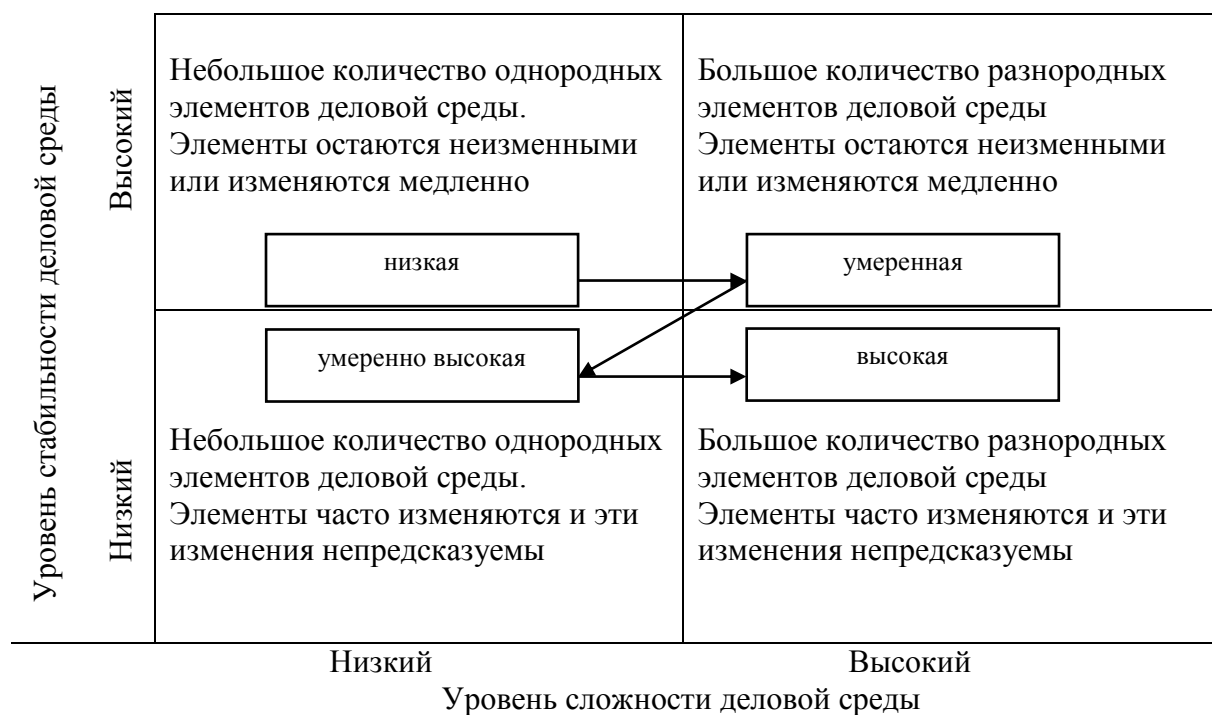 Уровень стабильности деловой среды
Высокий
Небольшое количество однородных
элементов деловой среды.
Элементы остаются неизменными
или изменяются медленно
низкая
Большое количество разнородных
элементов деловой среды
Элементы остаются неизменными
или изменяются медленно
умеренная
Низкий
умеренно высокая
Небольшое количество однородных
элементов деловой среды.
Элементы часто изменяются и эти
изменения непредсказуемы
высокая
Большое количество разнородных
элементов деловой среды
Элементы часто изменяются и эти
изменения непредсказуемы
Низкий
Высокий
Уровень сложности деловой среды